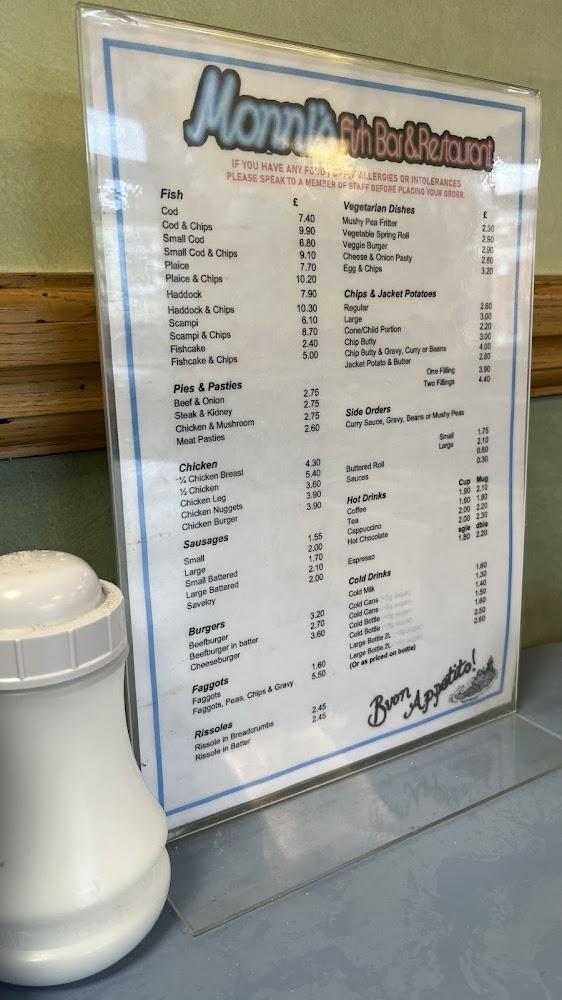 Monni's Fish Bar & Restaurant
IF YOU HAVE ANY FOOD ALLERGIES OR INTOLERANCES
PLEASE SPEAK TO A MEMBER OF STAFF BEFORE PLACING YOUR ORDER
Fish £
Cod 7.40
Cod & Chips 9.90
Small Cod 6.80
Small Cod & Chips 9.10
Plaice 7.70
Plaice & Chips 10.20
Haddock 7.90
Haddock & Chips 10.30
Scampi 6.10
Scampi & Chips 8.70
Fishcake 2.40
Fishcake & Chips 5.00
Pies & Pasties
Beef & Onion 2.75
Steak & Kidney 2.75
Chicken & Mushroom 2.75
Meat Pasties 2.60
Chicken
¼ Chicken Breast 4.30
½ Chicken 5.40
Chicken Leg 3.60
Chicken Nuggets 3.90
Chicken Burger 3.90
Sausages
Small 1.55
Large 2.00
Small Battered 1.70
Large Battered 2.10
Saveloy 2.00
Burgers
Beefburger 3.20
Beefburger in batter 2.70
Cheeseburger 3.60
Faggots
Faggots 1.60
Faggots, Peas, Chips & Gravy 5.50
Rissoles
Rissole in Breadcrumbs 2.45
Rissole in Batter 2.45
Vegetarian Dishes £
Mushy Pea Fritter 2.30
Vegetable Spring Roll 2.90
Veggie Burger 2.90
Cheese & Onion Pasty 2.80
Egg & Chips 3.20
Chips & Jacket Potatoes
Regular 2.60
Large 3.00
Cone/Child Portion 2.20
Chip Butty 3.00
Chip Butty & Gravy, Curry or Beans 4.00
Jacket Potato & Butter 2.80
One Filling 3.90
Two Fillings 4.40
Side Orders
Curry Sauce, Gravy, Beans or Mushy Peas
Small 1.75
Large 2.10
Buttered Roll 0.60
Sauces 0.30
Hot Drinks Cup Mug
Coffee 1.90 2.10
Tea 1.60 1.80
Cappuccino 2.00 2.20
Hot Chocolate 2.00 2.30
sgle dble
Espresso 1.80 2.20
Cold Drinks
Cold Milk 1.60
Cold Cans 1.30
Cold Cans 1.40
Cold Bottle 1.50
Cold Bottle 1.60
Large Bottle 2L 2.50
Large Bottle 2L 2.60
(Or as priced on bottle)
Buon Appetito!